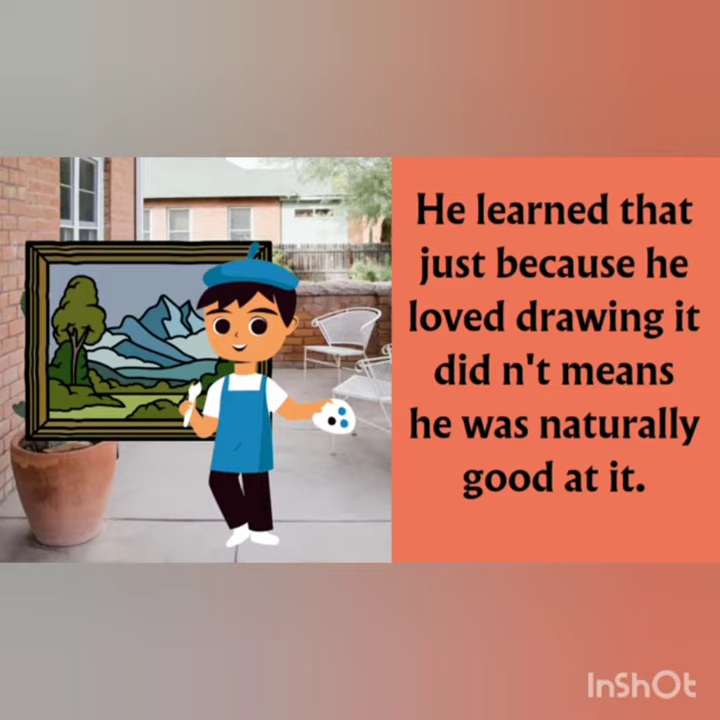 He learned that
just because he
loved drawing it
did n't means
he was naturally
good at it.
InShOt